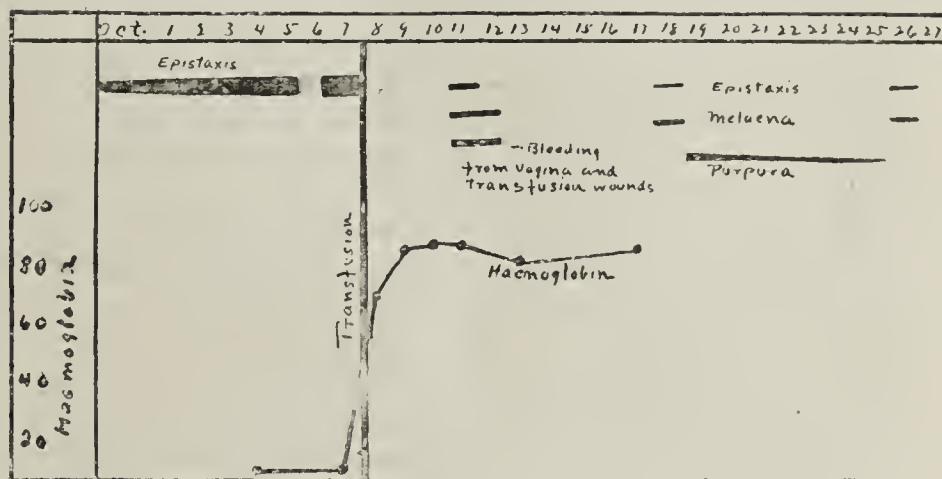 Oct. 1 2 3 4 5 6 7 8 9 10 11 12 13 14 15 16 17 18 19 20 21 22 23 24 25 26 27
Epistaxis
Epistaxis
Melaena
—Bleeding
from Vagina and
Transfusion wounds
Purpura
100
80
60
40
20
Haemoglobin
Transfusion
Haemoglobin